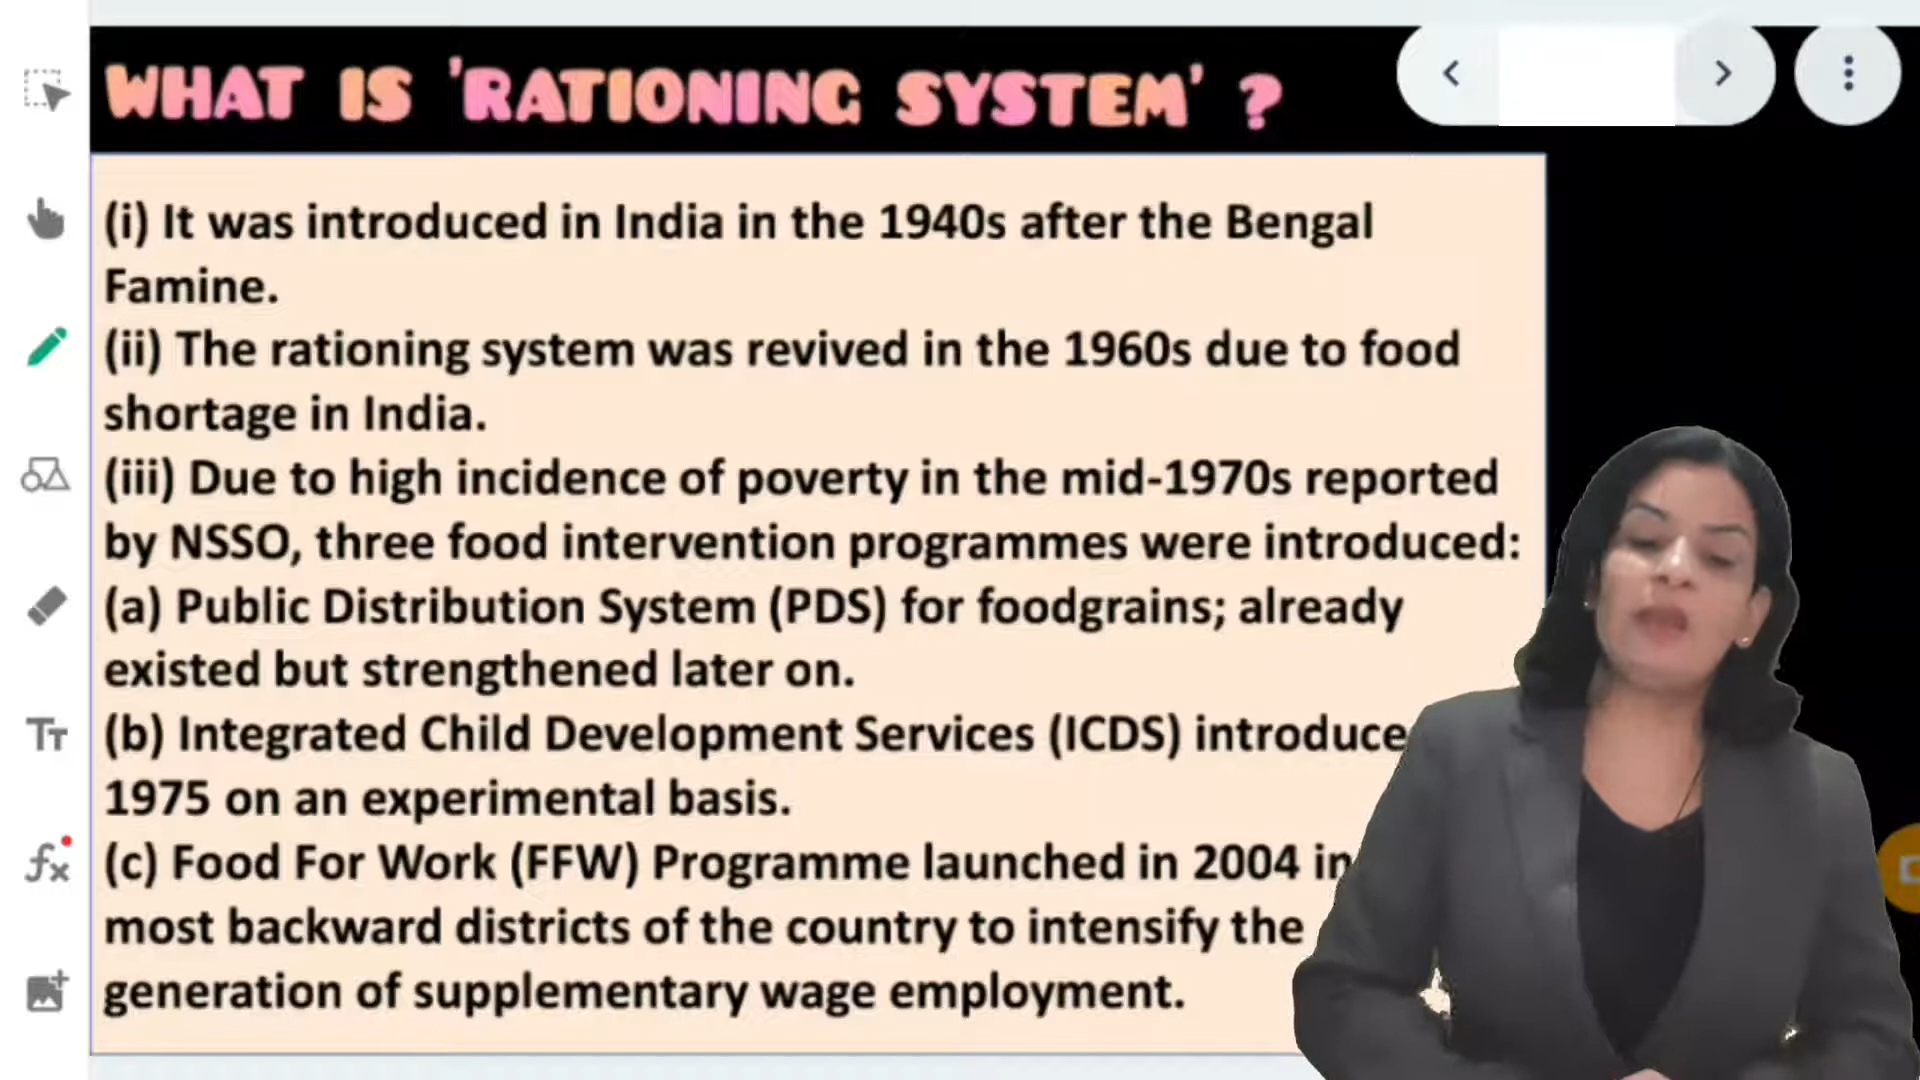 WHAT IS 'RATIONING SYSTEM' ?
(i) It was introduced in India in the 1940s after the Bengal
Famine.
(ii) The rationing system was revived in the 1960s due to food
shortage in India.
(iii) Due to high incidence of poverty in the mid-1970s reported
by NSSO, three food intervention programmes were introduced:
(a) Public Distribution System (PDS) for foodgrains; already
existed but strengthened later on.
(b) Integrated Child Development Services (ICDS) introduce
1975 on an experimental basis.
(c) Food For Work (FFW) Programme launched in 2004 in
most backward districts of the country to intensify the
generation of supplementary wage employment.
TT
fx